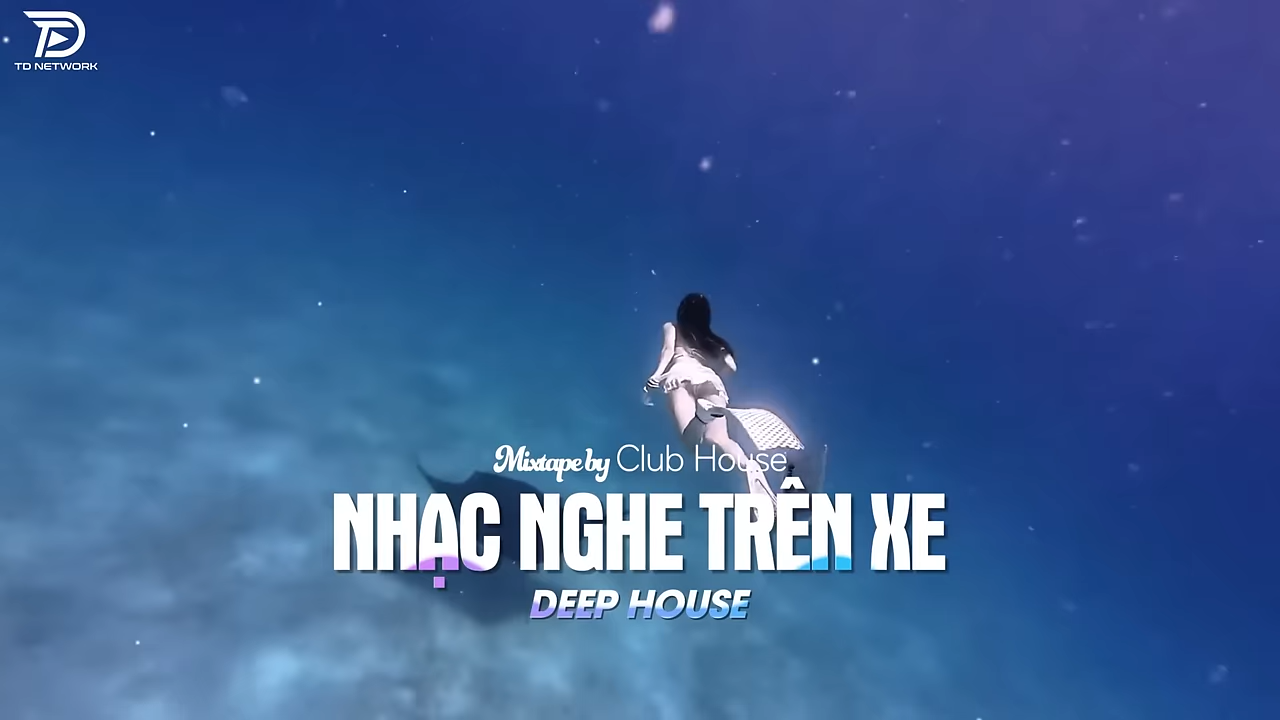 TD NETWORK
Mixtape by Club House
NHẠC NGHE TRÊN XE
DEEP HOUSE